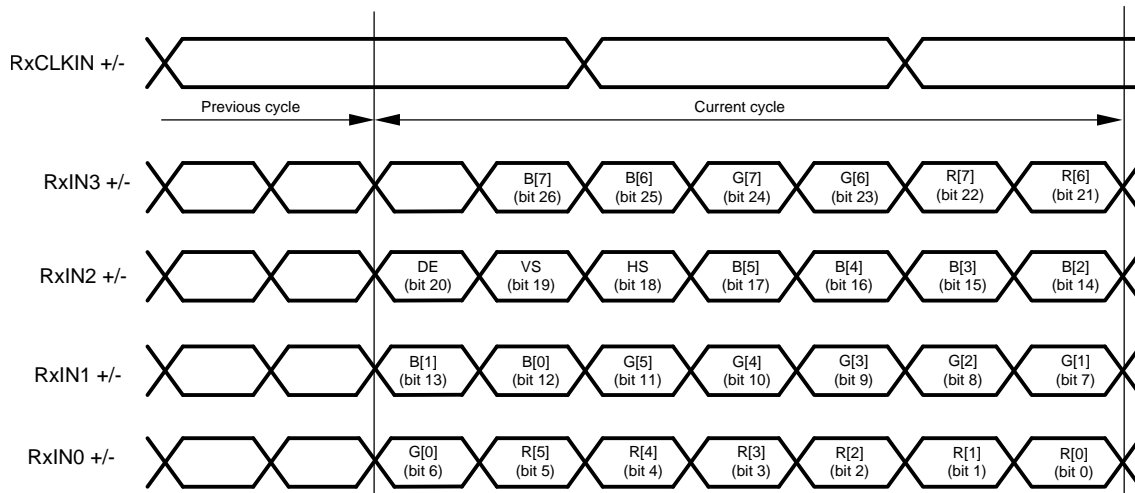 RxCLKIN +/-
Previous cycle
Current cycle
RxIN3 +/-
B[7]
(bit 26)
B[6]
(bit 25)
G[7]
(bit 24)
G[6]
(bit 23)
R[7]
(bit 22)
R[6]
(bit 21)
RxIN2 +/-
DE
(bit 20)
VS
(bit 19)
HS
(bit 18)
B[5]
(bit 17)
B[4]
(bit 16)
B[3]
(bit 15)
B[2]
(bit 14)
RxIN1 +/-
B[1]
(bit 13)
B[0]
(bit 12)
G[5]
(bit 11)
G[4]
(bit 10)
G[3]
(bit 9)
G[2]
(bit 8)
G[1]
(bit 7)
RxIN0 +/-
G[0]
(bit 6)
R[5]
(bit 5)
R[4]
(bit 4)
R[3]
(bit 3)
R[2]
(bit 2)
R[1]
(bit 1)
R[0]
(bit 0)